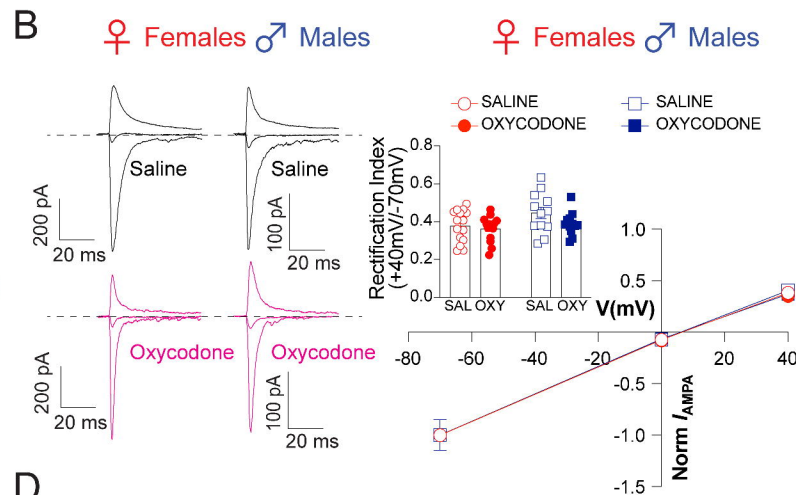 B
♀ Females ♂ Males
♀ Females ♂ Males
Saline
200 pA
20 ms
Saline
100 pA
20 ms
Oxycodone
200 pA
20 ms
Oxycodone
100 pA
20 ms
SALINE
OXYCODONE
SALINE
OXYCODONE
Rectification Index
(+40mV/-70mV)
0.8
0.6
0.4
0.2
0.0
SAL OXY
SAL OXY
V(mV)
1.0
0.5
-80 -60 -40 -20 0 20 40
-0.5
-1.0
-1.5
Norm IAMPA
D